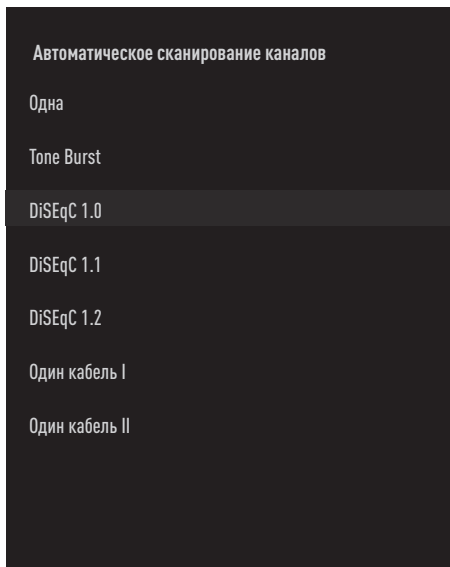 Автоматическое сканирование каналов
Одна
Tone Burst
DiSEqC 1.0
DiSEqC 1.1
DiSEqC 1.2
Один кабель I
Один кабель II